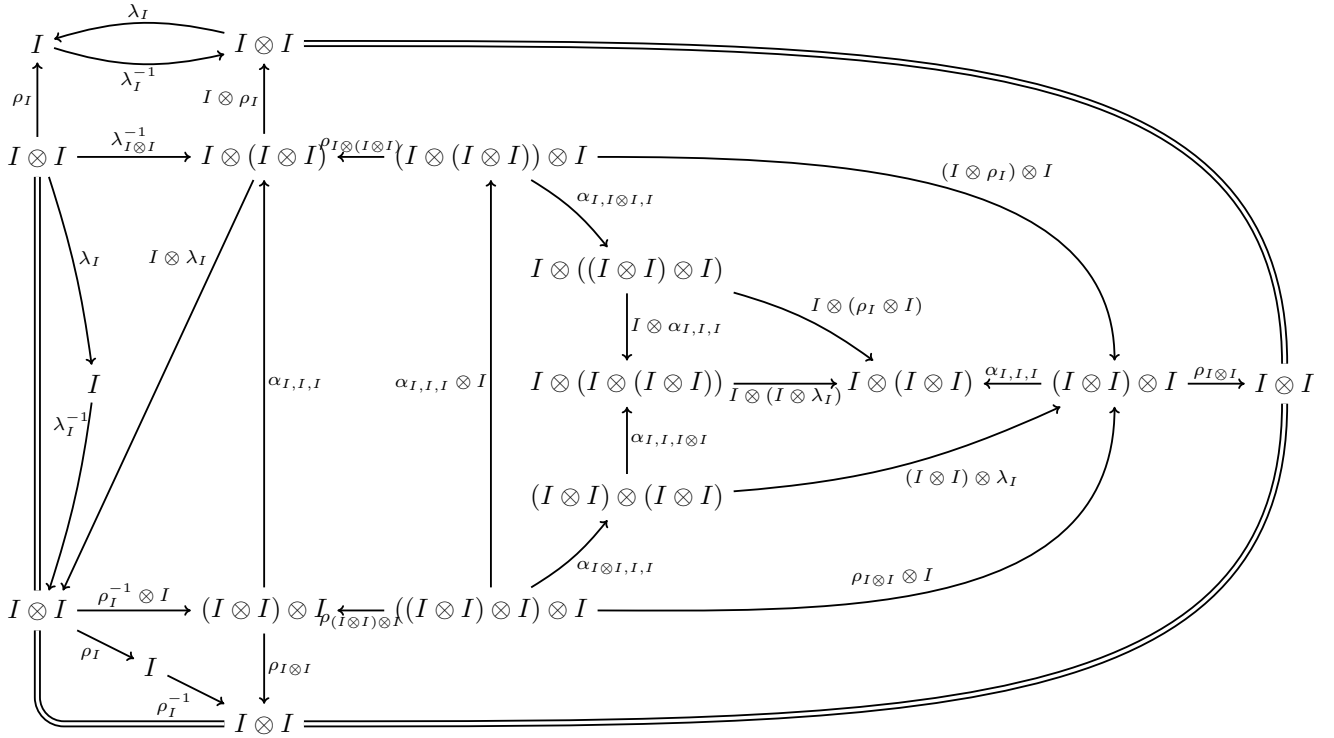 λ_I
I I ⊗ I
λ_I^{-1}
ρ_I I ⊗ ρ_I
I ⊗ I λ_{I⊗I}^{-1} I ⊗ (I ⊗ I) ρ_{I⊗(I⊗I)} (I ⊗ (I ⊗ I)) ⊗ I (I ⊗ ρ_I) ⊗ I
α_{I,I⊗I,I}
λ_I I ⊗ λ_I I ⊗ ((I ⊗ I) ⊗ I)
I ⊗ (ρ_I ⊗ I)
I ⊗ α_{I,I,I}
I α_{I,I,I} α_{I,I,I} ⊗ I I ⊗ (I ⊗ (I ⊗ I)) I ⊗ (I ⊗ λ_I) I ⊗ (I ⊗ I) α_{I,I,I} (I ⊗ I) ⊗ I ρ_{I⊗I} I ⊗ I
λ_I^{-1} α_{I,I,I⊗I}
(I ⊗ I) ⊗ λ_I
(I ⊗ I) ⊗ (I ⊗ I)
α_{I⊗I,I,I} ρ_{I⊗I} ⊗ I
I ⊗ I ρ_I^{-1} ⊗ I (I ⊗ I) ⊗ I ρ_{(I⊗I)⊗I} ((I ⊗ I) ⊗ I) ⊗ I
ρ_I I ρ_{I⊗I}
ρ_I^{-1}
I ⊗ I